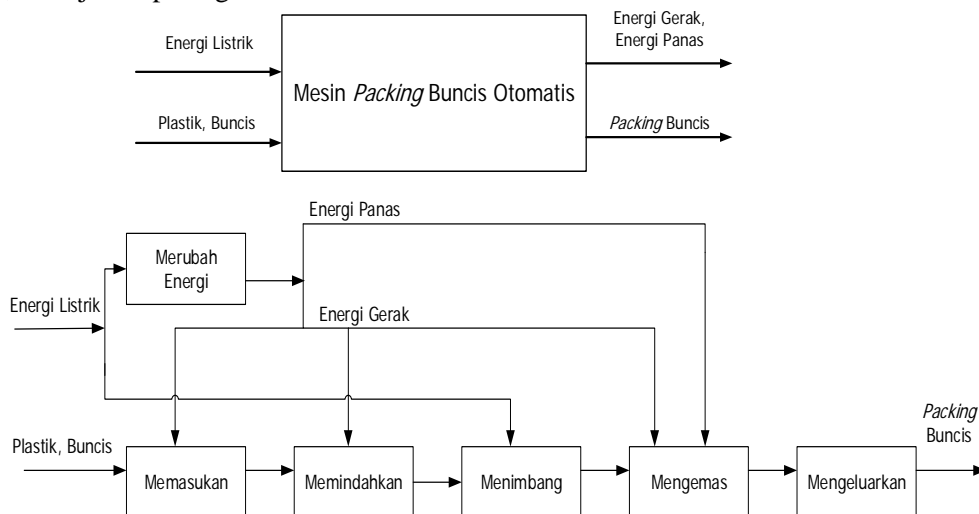 Energi Listrik
Energi Gerak,
Energi Panas
Mesin Packing Buncis Otomatis
Plastik, Buncis
Packing Buncis
Energi Panas
Merubah
Energi
Energi Listrik
Energi Gerak
Packing
Buncis
Plastik, Buncis
Memasukan
Memindahkan
Menimbang
Mengemas
Mengeluarkan